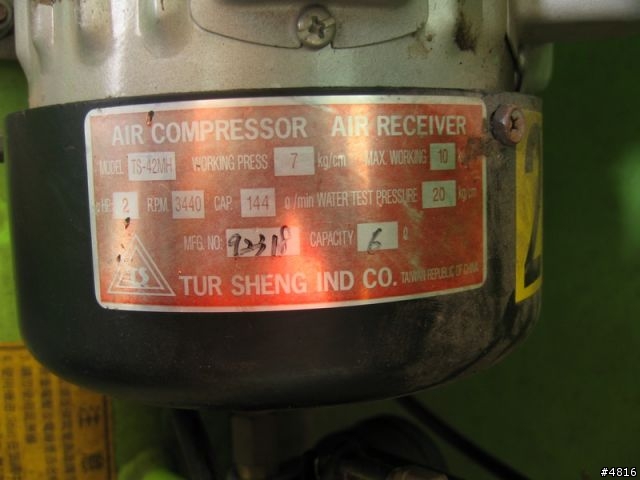 AIR COMPRESSOR AIR RECEIVER
MODEL TS-42MH WORKING PRESS 7 kg/cm MAX. WORKING 10 kg
HP. 2 R.P.M. 3440 CAP. 144 ℓ/min WATER TEST PRESSURE 20 kg/cm
MFG. NO: 92318 CAPACITY 6 ℓ
TS TUR SHENG IND CO. TAIWAN REPUBLIC OF CHINA
2
#4816